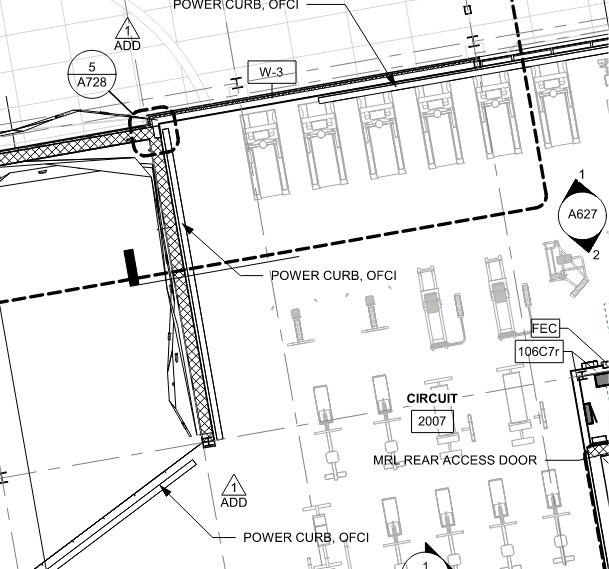 POWER CURB, OFCI
1
ADD
5
A728
W-3
1
A627
2
POWER CURB, OFCI
FEC
106C7r
CIRCUIT
2007
MRL REAR ACCESS DOOR
1
ADD
POWER CURB, OFCI
1